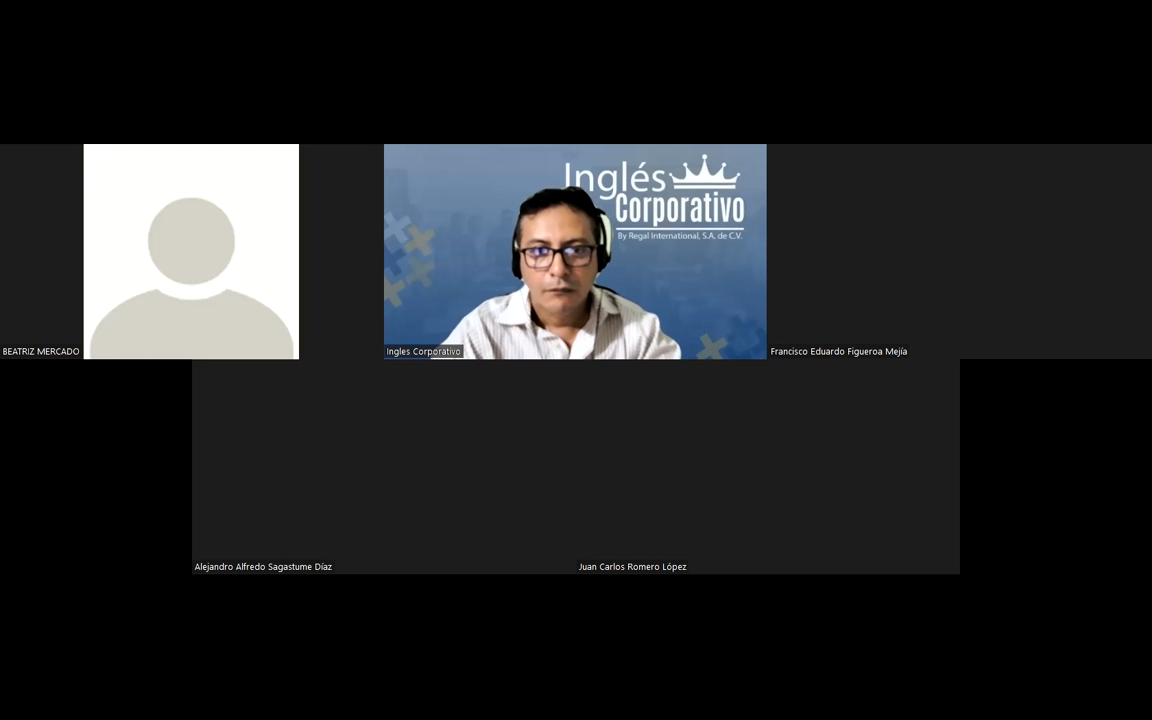 Inglés
Corporativo
By Regal International, S.A. de C.V.
BEATRIZ MERCADO
Ingles Corporativo
Francisco Eduardo Figueroa Mejía
Alejandro Alfredo Sagastume Díaz
Juan Carlos Romero López